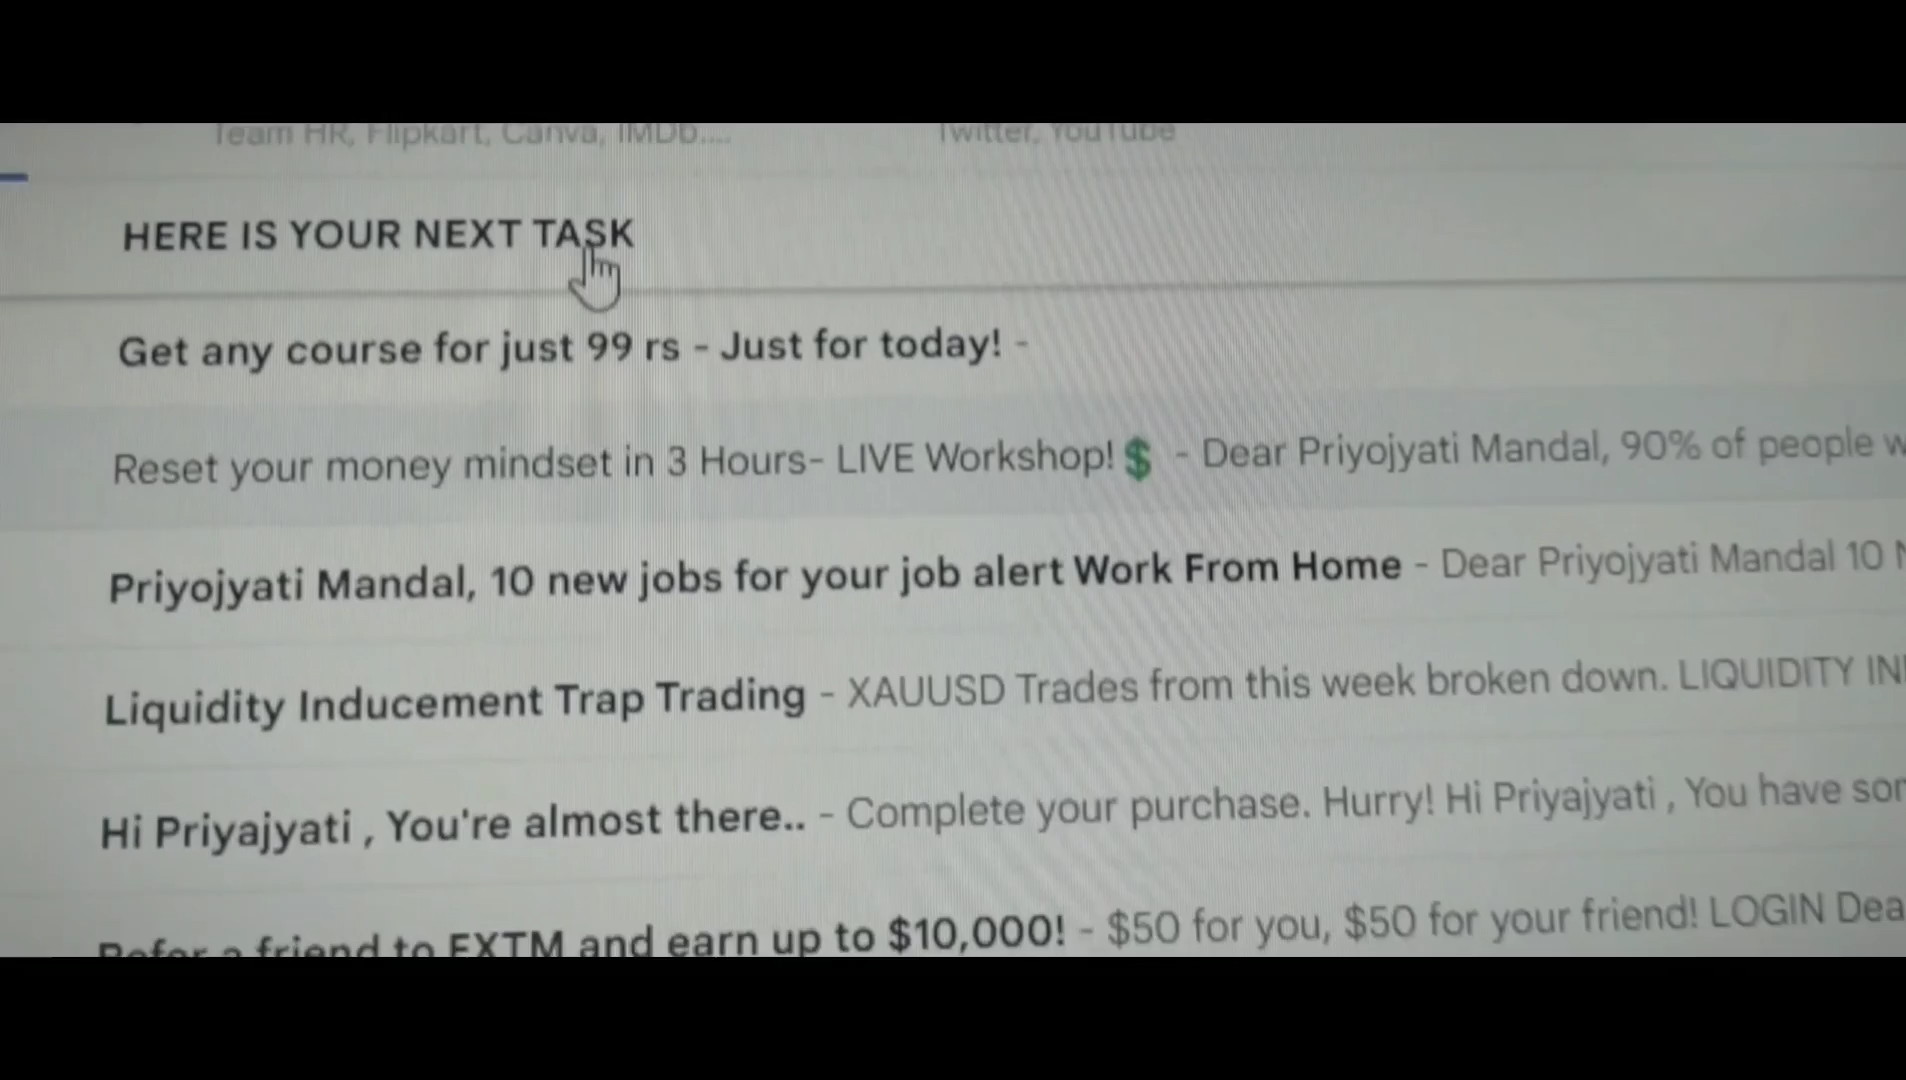 Team HR, Flipkart, Canva, IMDb....
Twitter, YouTube
HERE IS YOUR NEXT TASK
Get any course for just 99 rs - Just for today! -
Reset your money mindset in 3 Hours- LIVE Workshop! $ - Dear Priyojyati Mandal, 90% of people w
Priyojyati Mandal, 10 new jobs for your job alert Work From Home - Dear Priyojyati Mandal 10 N
Liquidity Inducement Trap Trading - XAUUSD Trades from this week broken down. LIQUIDITY IN
Hi Priyajyati , You're almost there.. - Complete your purchase. Hurry! Hi Priyajyati , You have sor
Refer a friend to FXTM and earn up to $10,000! - $50 for you, $50 for your friend! LOGIN Dea